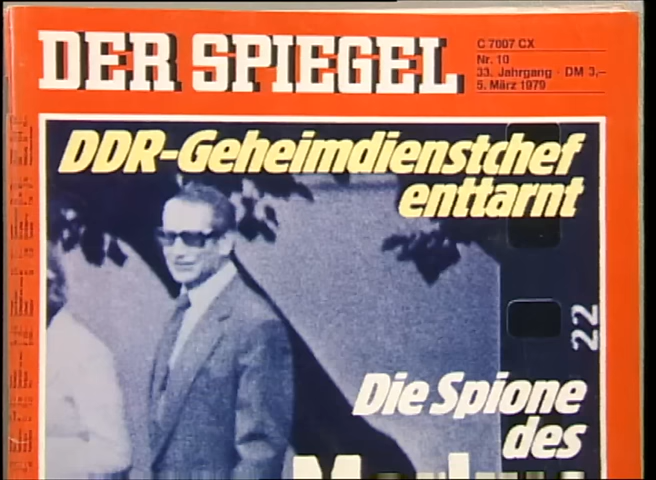 DER SPIEGEL
C 7007 CX
Nr. 10
33. Jahrgang · DM 3,–
5. März 1979
DDR-Geheimdienstchef
enttarnt
22
Die Spione
des